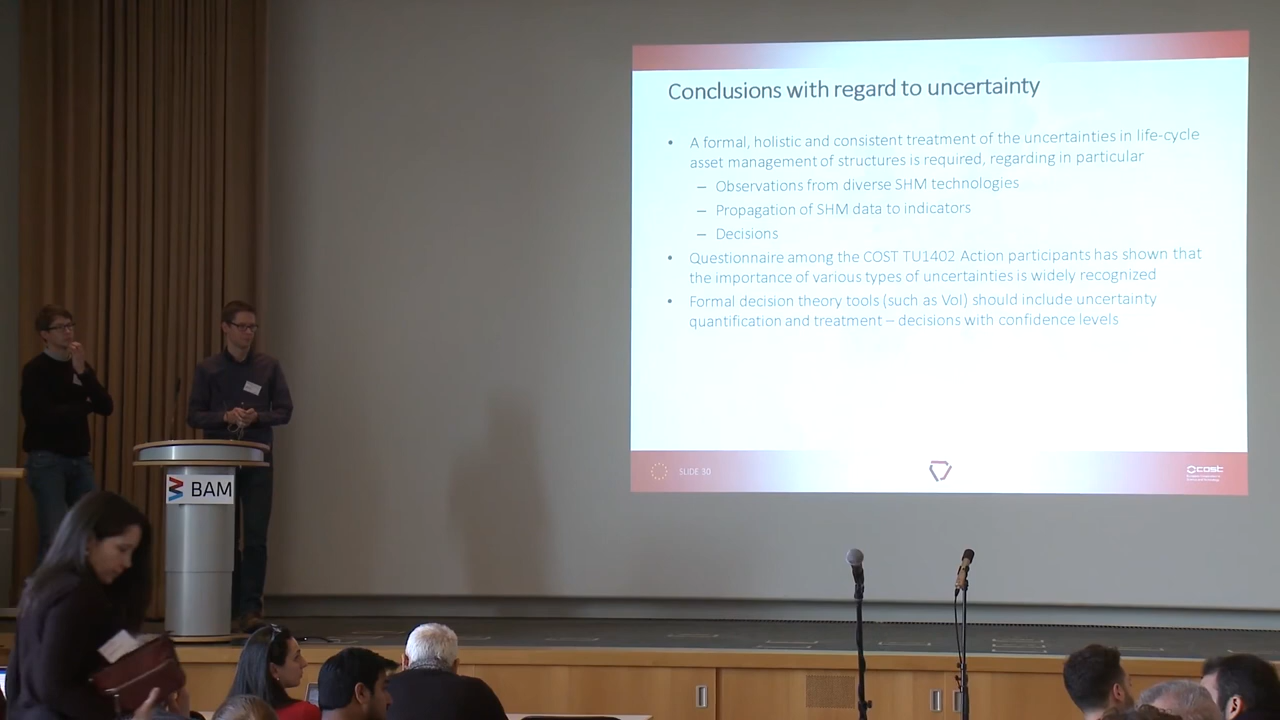 Conclusions with regard to uncertainty
• A formal, holistic and consistent treatment of the uncertainties in life-cycle
asset management of structures is required, regarding in particular
– Observations from diverse SHM technologies
– Propagation of SHM data to indicators
– Decisions
• Questionnaire among the COST TU1402 Action participants has shown that
the importance of various types of uncertainties is widely recognized
• Formal decision theory tools (such as VoI) should include uncertainty
quantification and treatment – decisions with confidence levels
SLIDE 30
cost
BAM